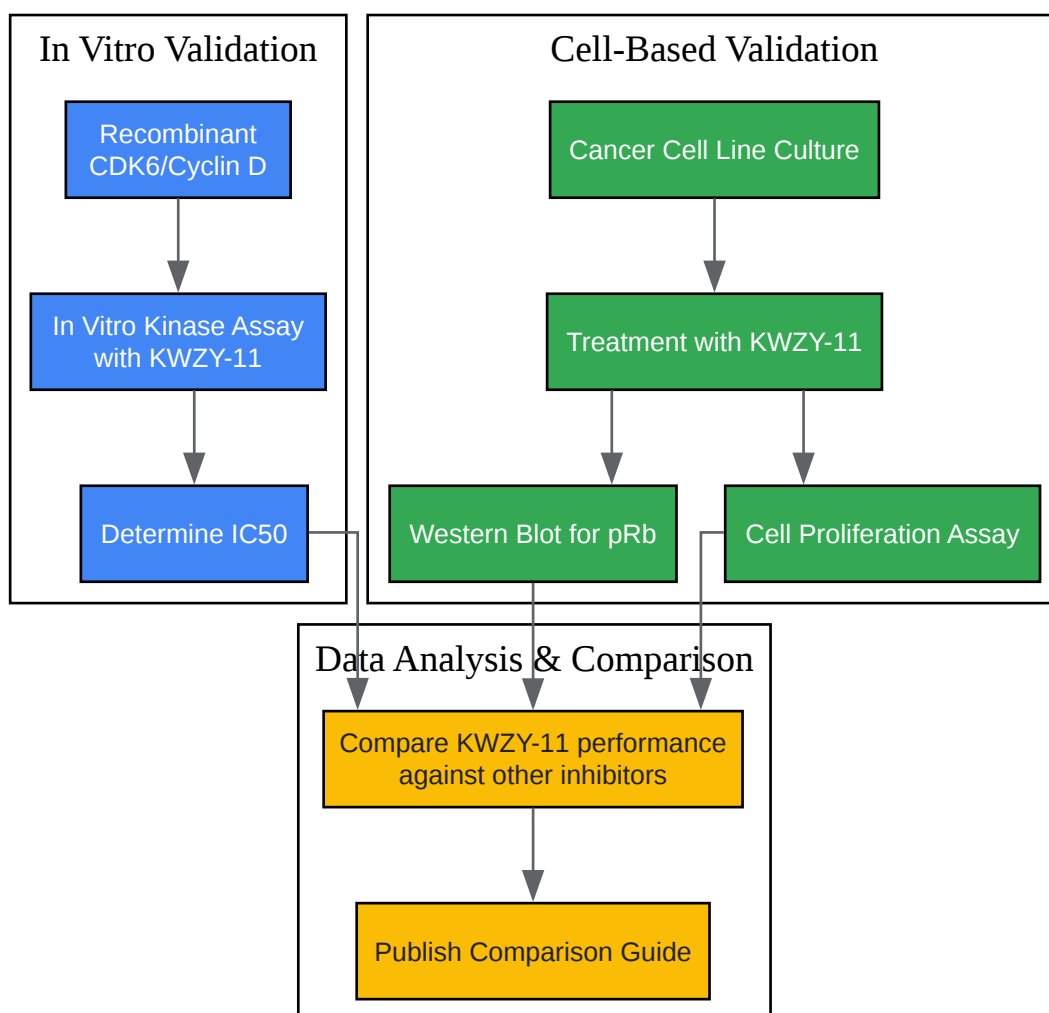 In Vitro Validation
Recombinant
CDK6/Cyclin D
In Vitro Kinase Assay
with KWZY-11
Determine IC50
Cell-Based Validation
Cancer Cell Line Culture
Treatment with KWZY-11
Western Blot for pRb
Cell Proliferation Assay
Data Analysis & Comparison
Compare KWZY-11 performance
against other inhibitors
Publish Comparison Guide